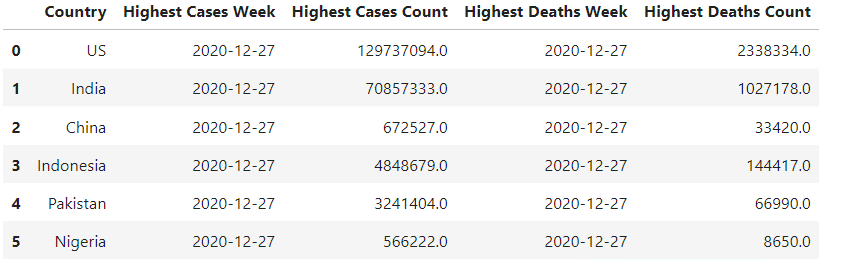 Country Highest Cases Week Highest Cases Count Highest Deaths Week Highest Deaths Count
0 US 2020-12-27 129737094.0 2020-12-27 2338334.0
1 India 2020-12-27 70857333.0 2020-12-27 1027178.0
2 China 2020-12-27 672527.0 2020-12-27 33420.0
3 Indonesia 2020-12-27 4848679.0 2020-12-27 144417.0
4 Pakistan 2020-12-27 3241404.0 2020-12-27 66990.0
5 Nigeria 2020-12-27 566222.0 2020-12-27 8650.0